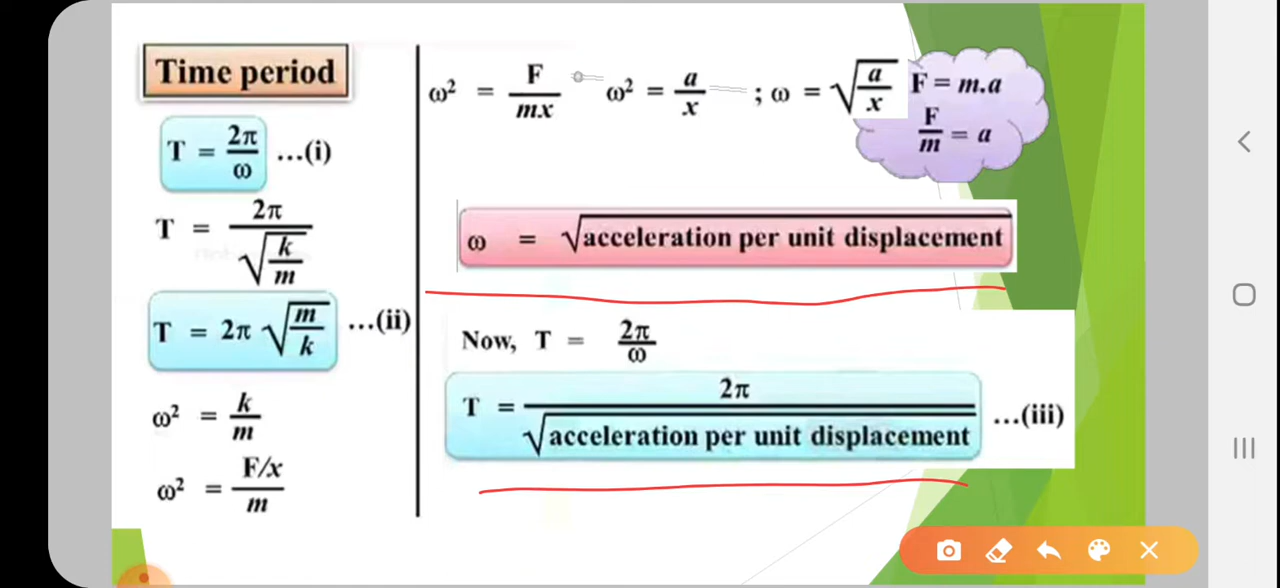 Time period
T = 2π/ω ...(i)
T = 2π/√(k/m)
T = 2π √(m/k) ...(ii)
ω² = k/m
ω² = F/x/m
ω² = F/mx ω² = a/x ; ω = √(a/x)
F = m.a
F/m = a
ω = √acceleration per unit displacement
Now, T = 2π/ω
T = 2π/√acceleration per unit displacement ...(iii)